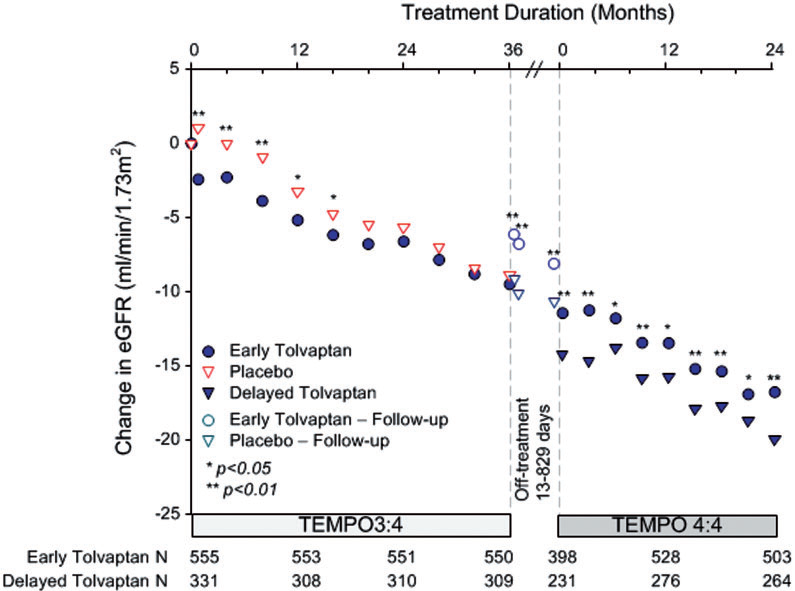 Treatment Duration (Months)
0 12 24 36 0 12 24
Change in eGFR (ml/min/1.73m²)
5
0
-5
-10
-15
-20
-25
** ** ** * * ** ** ** ** ** * ** * ** ** * **
Early Tolvaptan
Placebo
Delayed Tolvaptan
Early Tolvaptan – Follow-up
Placebo – Follow-up
* p<0.05
** p<0.01
Off-treatment
13-829 days
TEMPO3:4 TEMPO 4:4
Early Tolvaptan N 555 553 551 550 398 528 503
Delayed Tolvaptan N 331 308 310 309 231 276 264